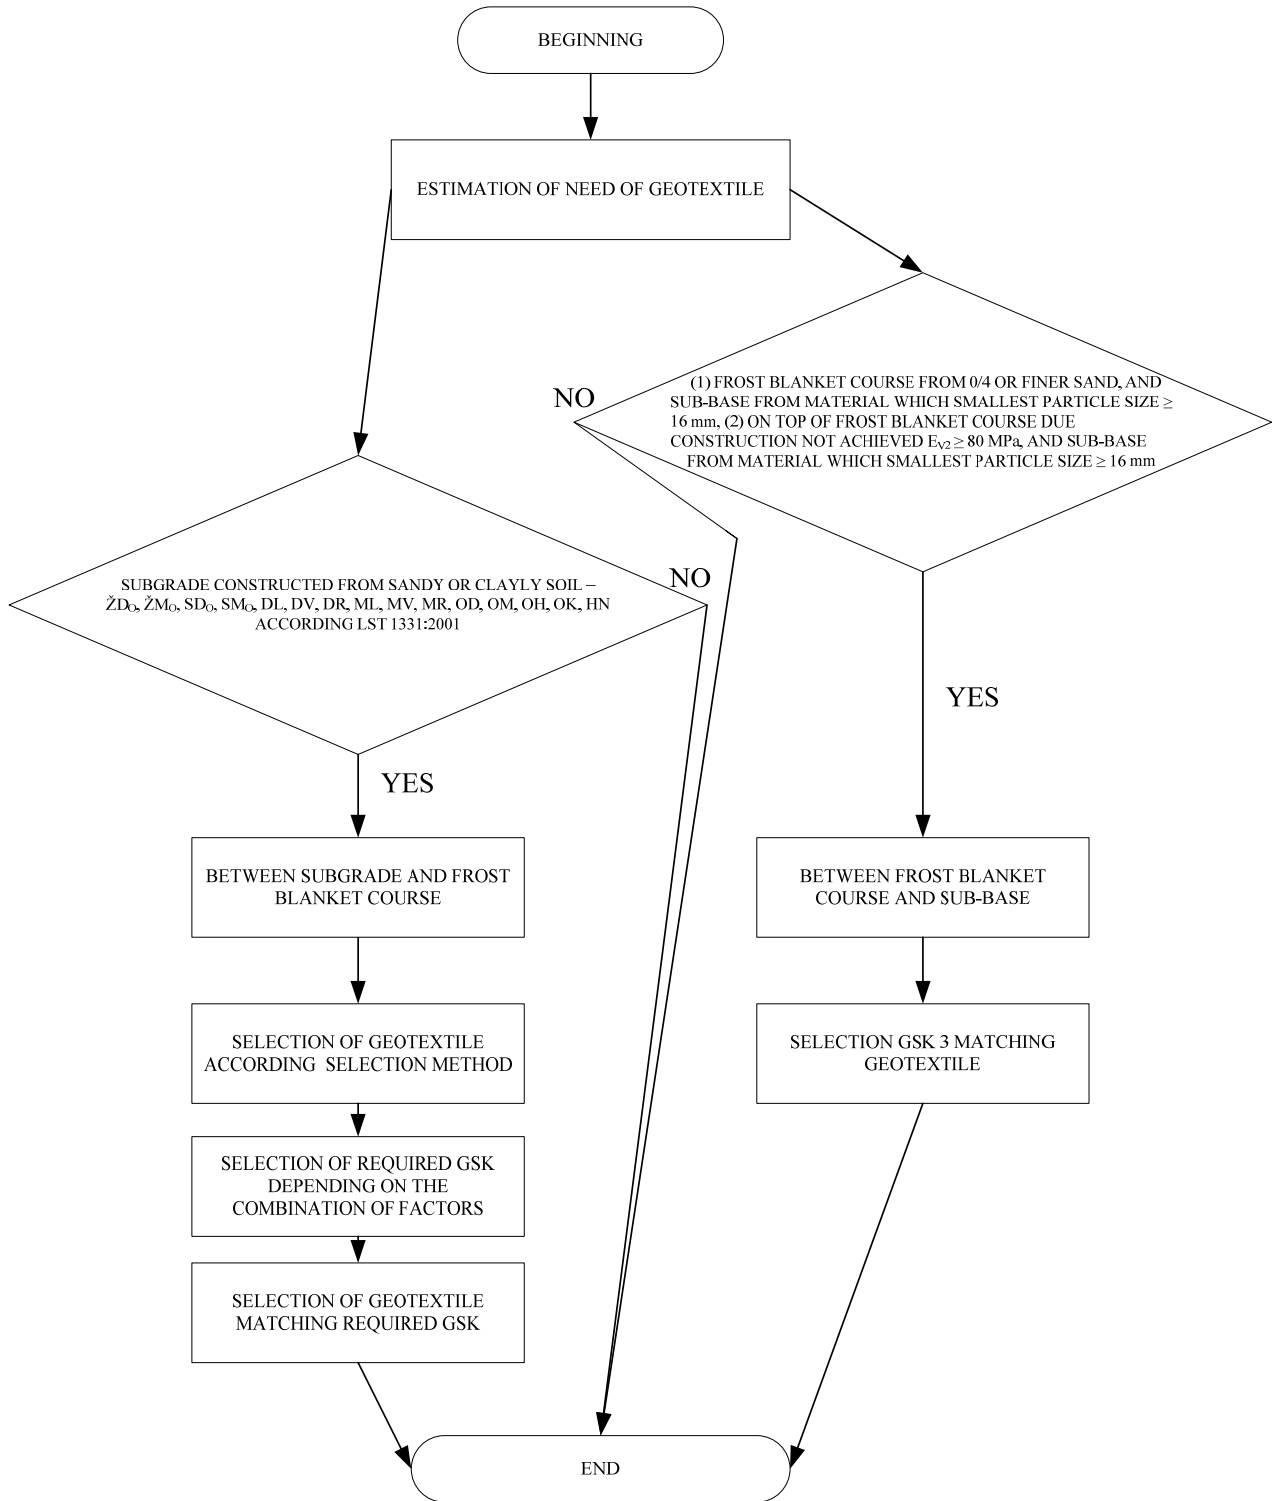 BEGINNING
ESTIMATION OF NEED OF GEOTEXTILE
(1) FROST BLANKET COURSE FROM 0/4 OR FINER SAND, AND
SUB-BASE FROM MATERIAL WHICH SMALLEST PARTICLE SIZE ≥
16 mm, (2) ON TOP OF FROST BLANKET COURSE DUE
CONSTRUCTION NOT ACHIEVED EV2 ≥ 80 MPa, AND SUB-BASE
FROM MATERIAL WHICH SMALLEST PARTICLE SIZE ≥ 16 mm
NO
SUBGRADE CONSTRUCTED FROM SANDY OR CLAYLY SOIL –
ŽDO, ŽMO, SDO, SMO, DL, DV, DR, ML, MV, MR, OD, OM, OH, OK, HN
ACCORDING LST 1331:2001
NO
YES
YES
BETWEEN SUBGRADE AND FROST
BLANKET COURSE
BETWEEN FROST BLANKET
COURSE AND SUB-BASE
SELECTION OF GEOTEXTILE
ACCORDING SELECTION METHOD
SELECTION GSK 3 MATCHING
GEOTEXTILE
SELECTION OF REQUIRED GSK
DEPENDING ON THE
COMBINATION OF FACTORS
SELECTION OF GEOTEXTILE
MATCHING REQUIRED GSK
END